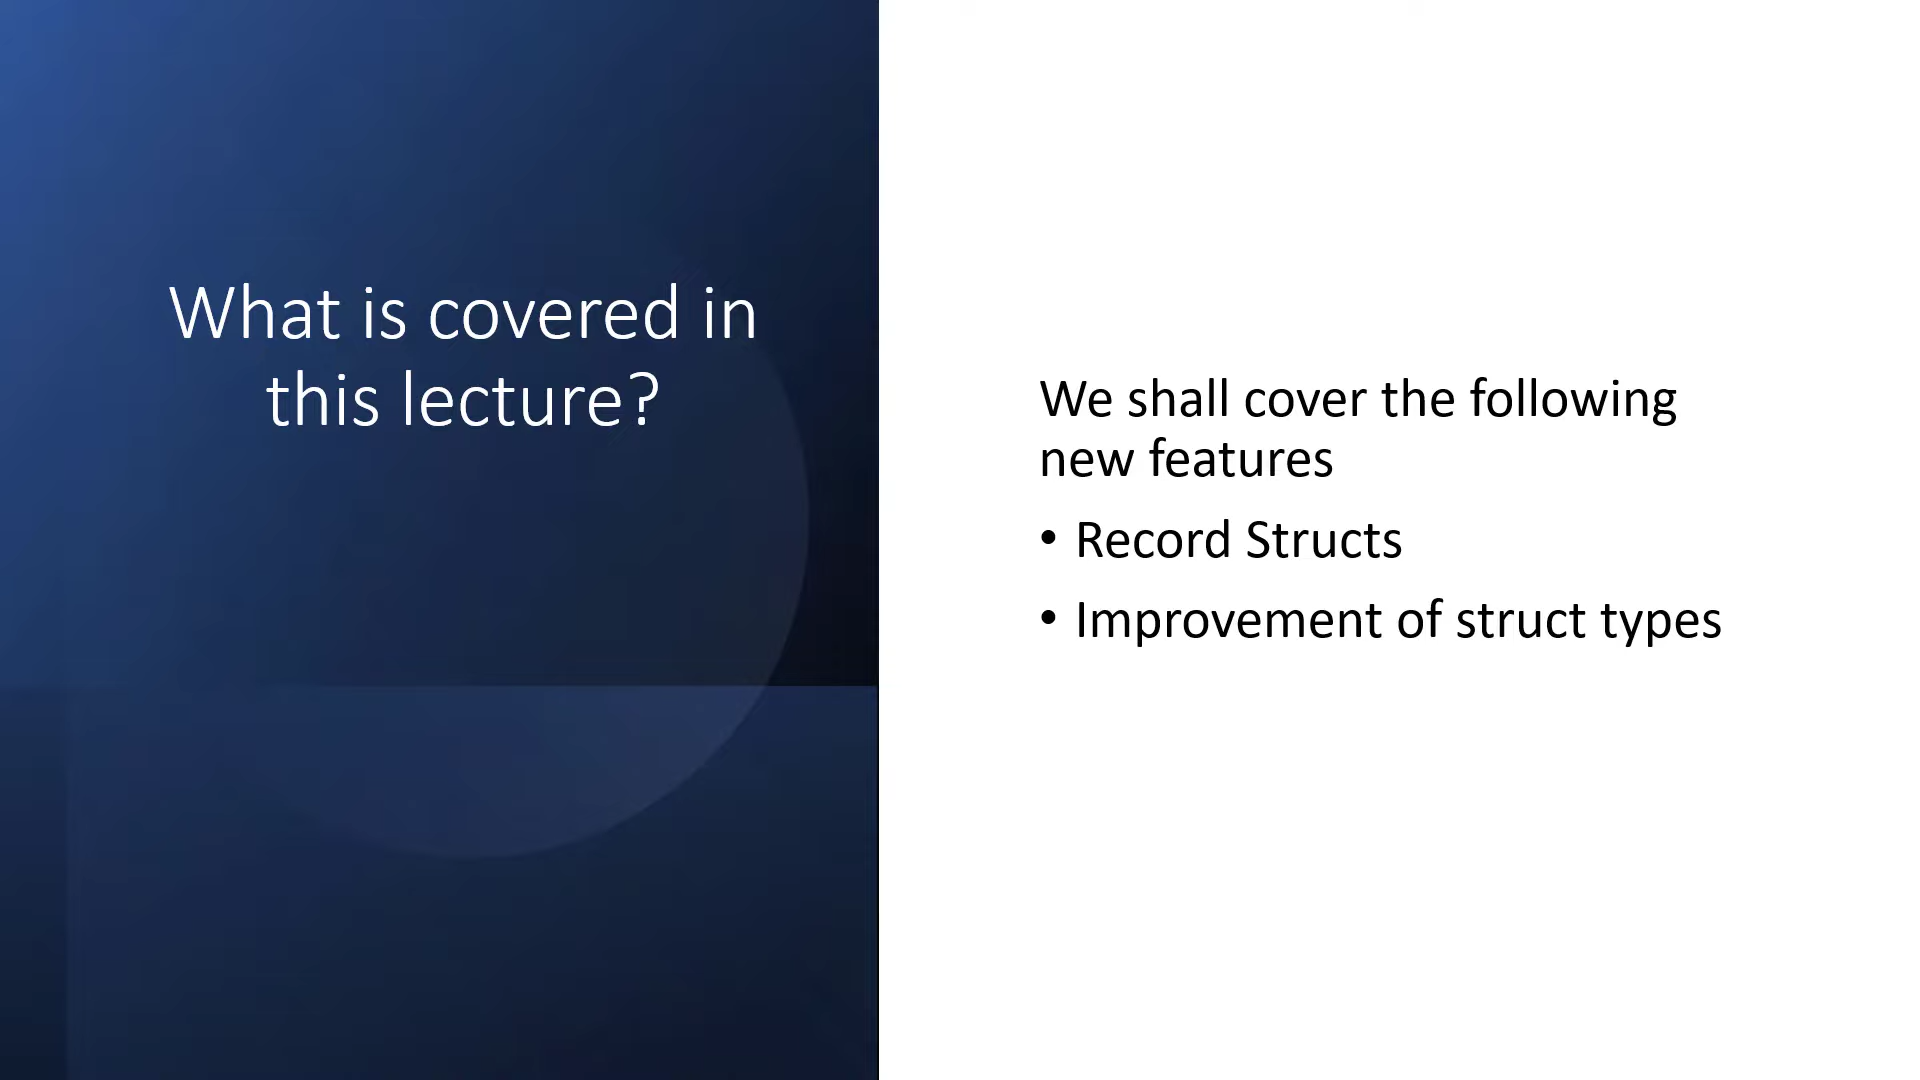 What is covered in
this lecture?
We shall cover the following
new features
• Record Structs
• Improvement of struct types